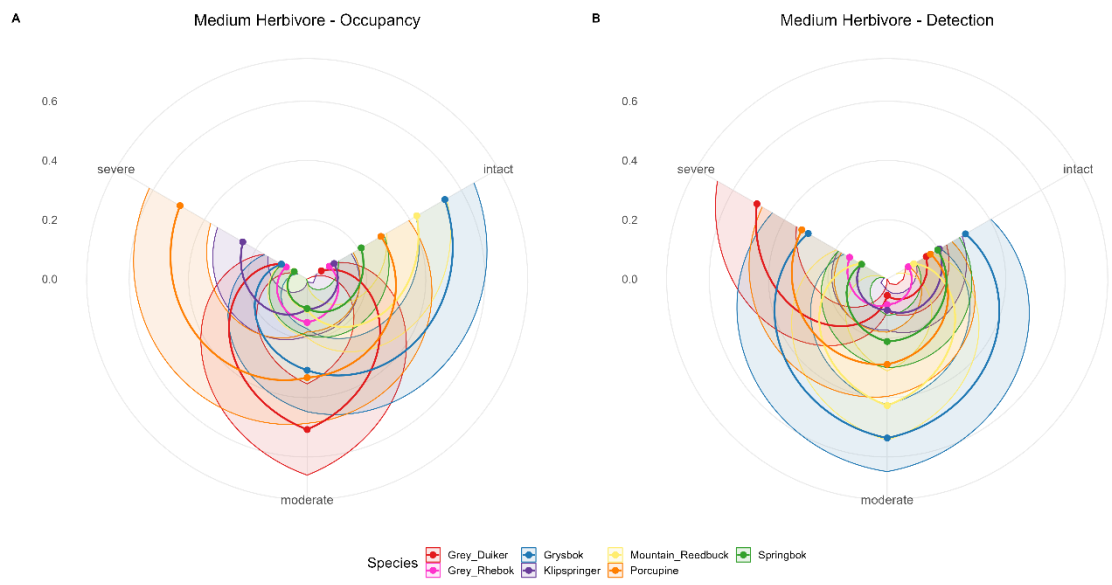 A
Medium Herbivore - Occupancy
0.6
0.4
severe
intact
0.2
0.0
moderate
B
Medium Herbivore - Detection
0.6
0.4
severe
intact
0.2
0.0
moderate
Species
Grey_Duiker Grysbok Mountain_Reedbuck Springbok
Grey_Rhebok Klipspringer Porcupine